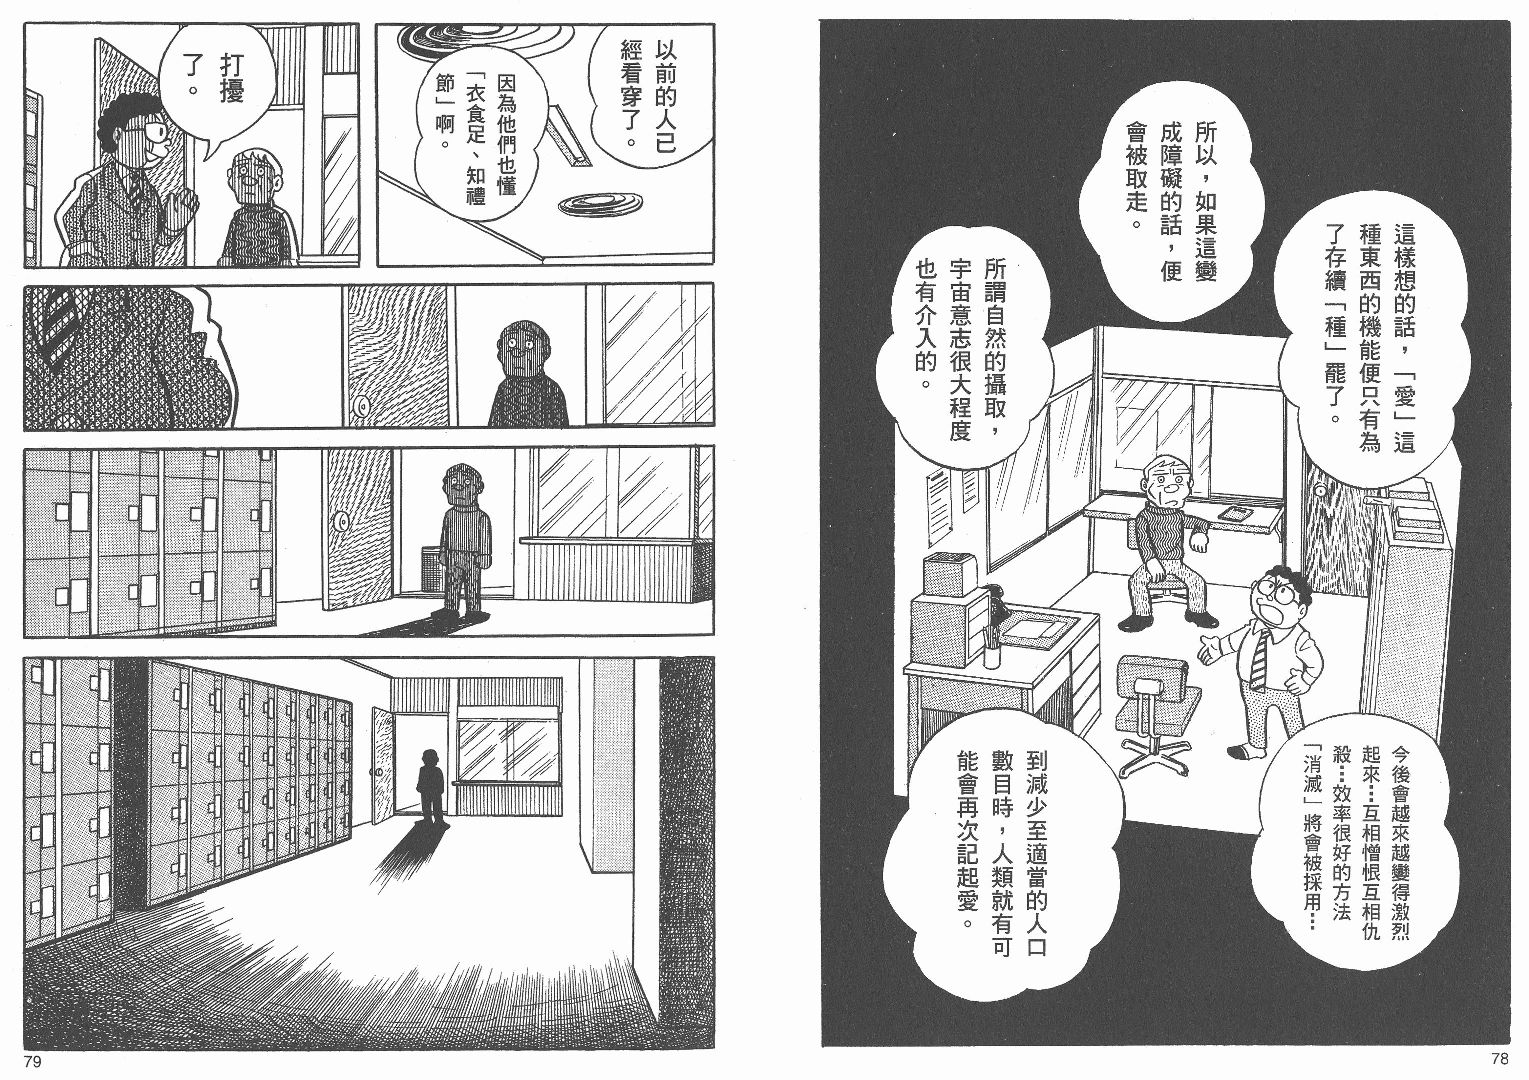 這樣想的話，「愛」這
種東西的機能便只有為
了存續「種」罷了。
所以，如果這變
成障礙的話，便
會被取走。
所謂自然的攝取，
宇宙意志很大程度
也有介入的。
今後會越來越變得激烈
起來…互相憎恨互相仇
殺…效率很好的方法
「消滅」將會被採用…
到減少至適當的人口
數目時，人類就有可
能會再次記起愛。
78
以前的人已
經看穿了。
因為他們也懂
「衣食足、知禮
節」啊。
打擾
了。
79